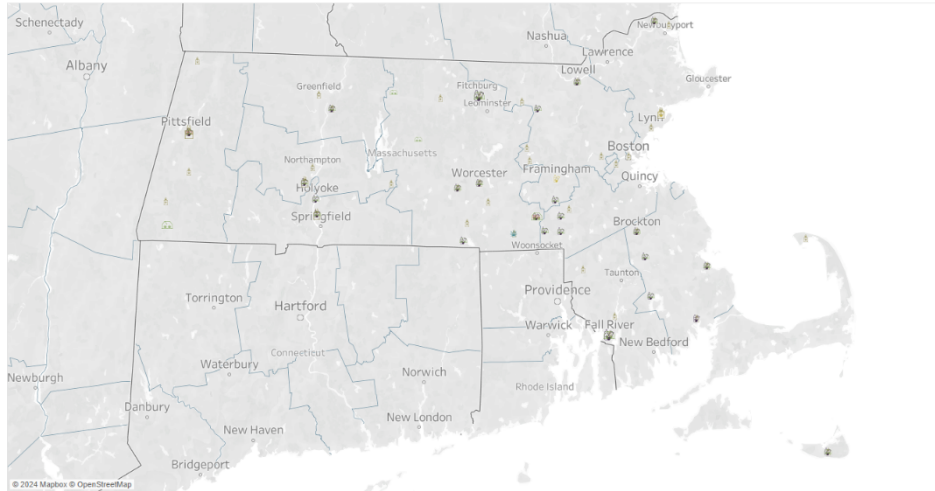 Schenectady
Newburyport
Nashua
Lawrence
Albany
Lowell
Gloucester
Greenfield
Fitchburg
Leominster
Pittsfield
Lynn
Boston
Massachusetts
Northampton
Worcester
Framingham
Quincy
Holyoke
Springfield
Brockton
Woonsocket
Taunton
Providence
Torrington
Hartford
Warwick
Fall River
New Bedford
Connecticut
Waterbury
Norwich
Newburgh
Rhode Island
Danbury
New London
New Haven
Bridgeport
© 2024 Mapbox © OpenStreetMap